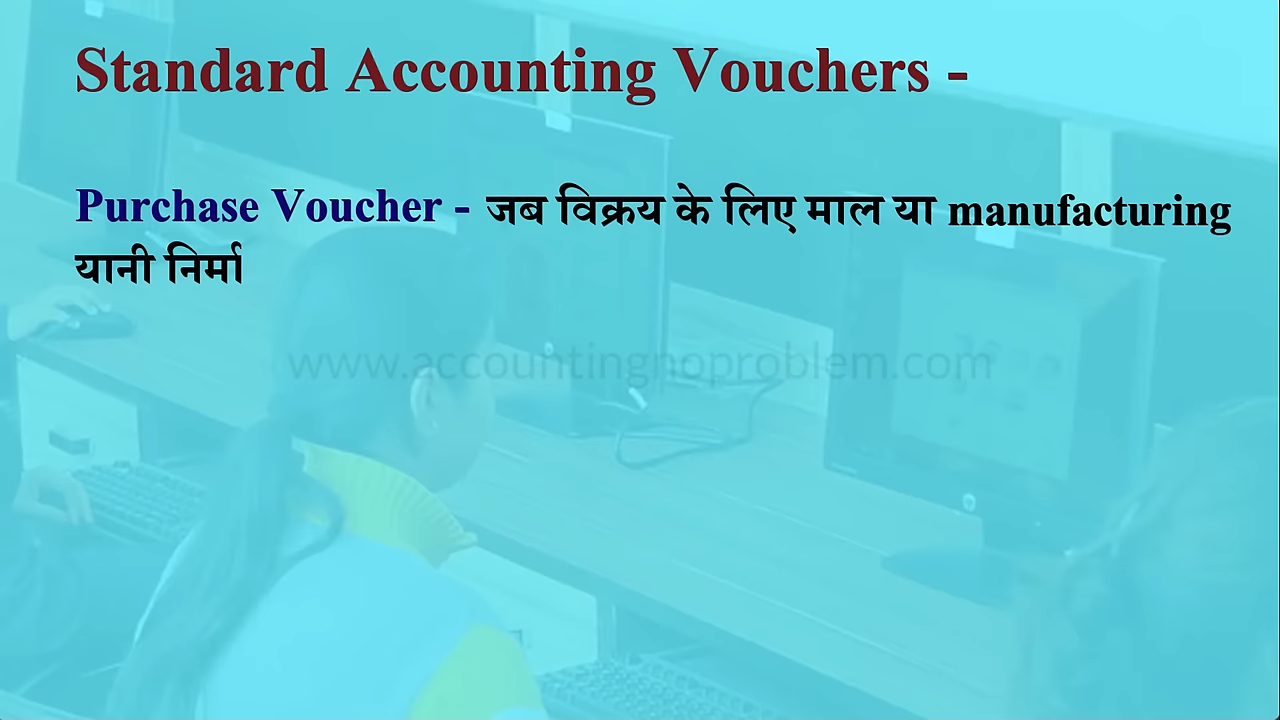 Standard Accounting Vouchers -
Purchase Voucher - जब विक्रय के लिए माल या manufacturing
यानी निर्मा
www.accountingnoproblem.com